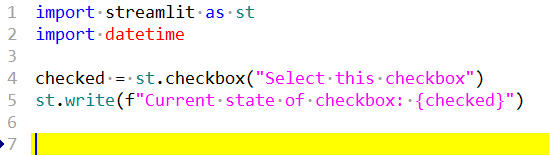 1 import streamlit as st
2 import datetime
3
4 checked = st.checkbox("Select this checkbox")
5 st.write(f"Current state of checkbox: {checked}")
6
7